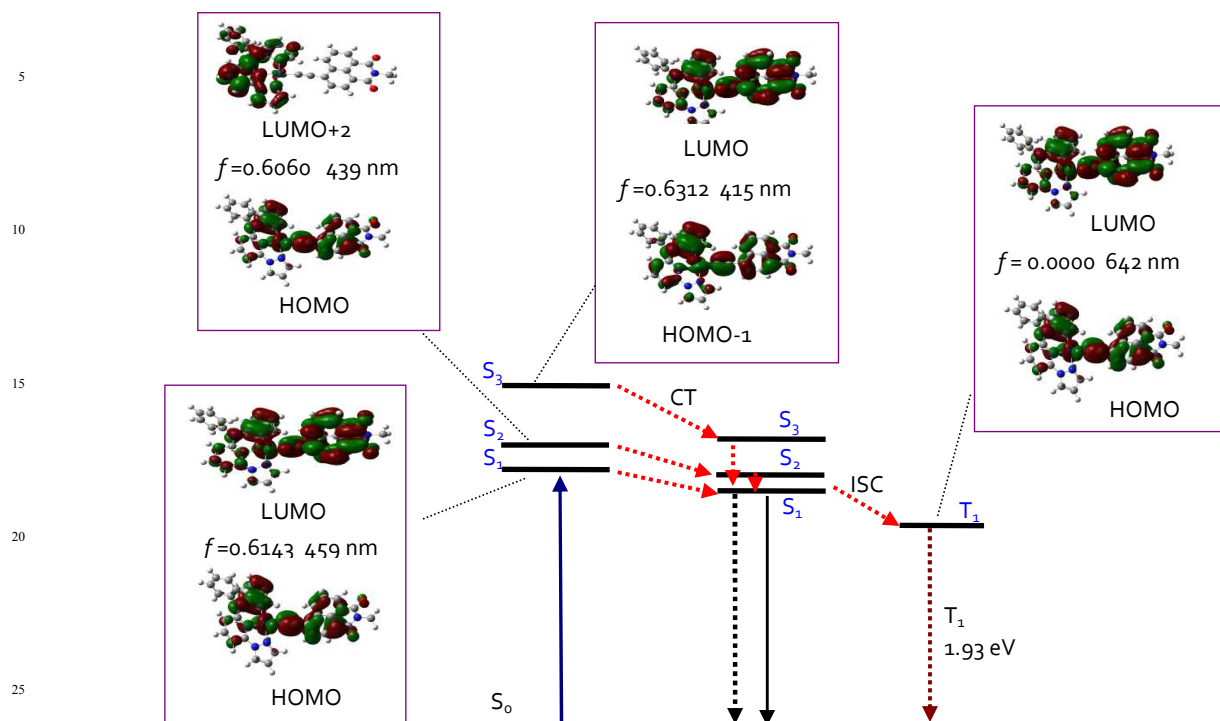 5
10
15
20
25
LUMO+2
f=0.6060 439 nm
HOMO
LUMO
f=0.6312 415 nm
HOMO-1
LUMO
f = 0.0000 642 nm
HOMO
LUMO
f=0.6143 459 nm
HOMO
S₃
S₂
S₁
CT
S₃
S₂
S₁
ISC
T₁
T₁
1.93 eV
S₀